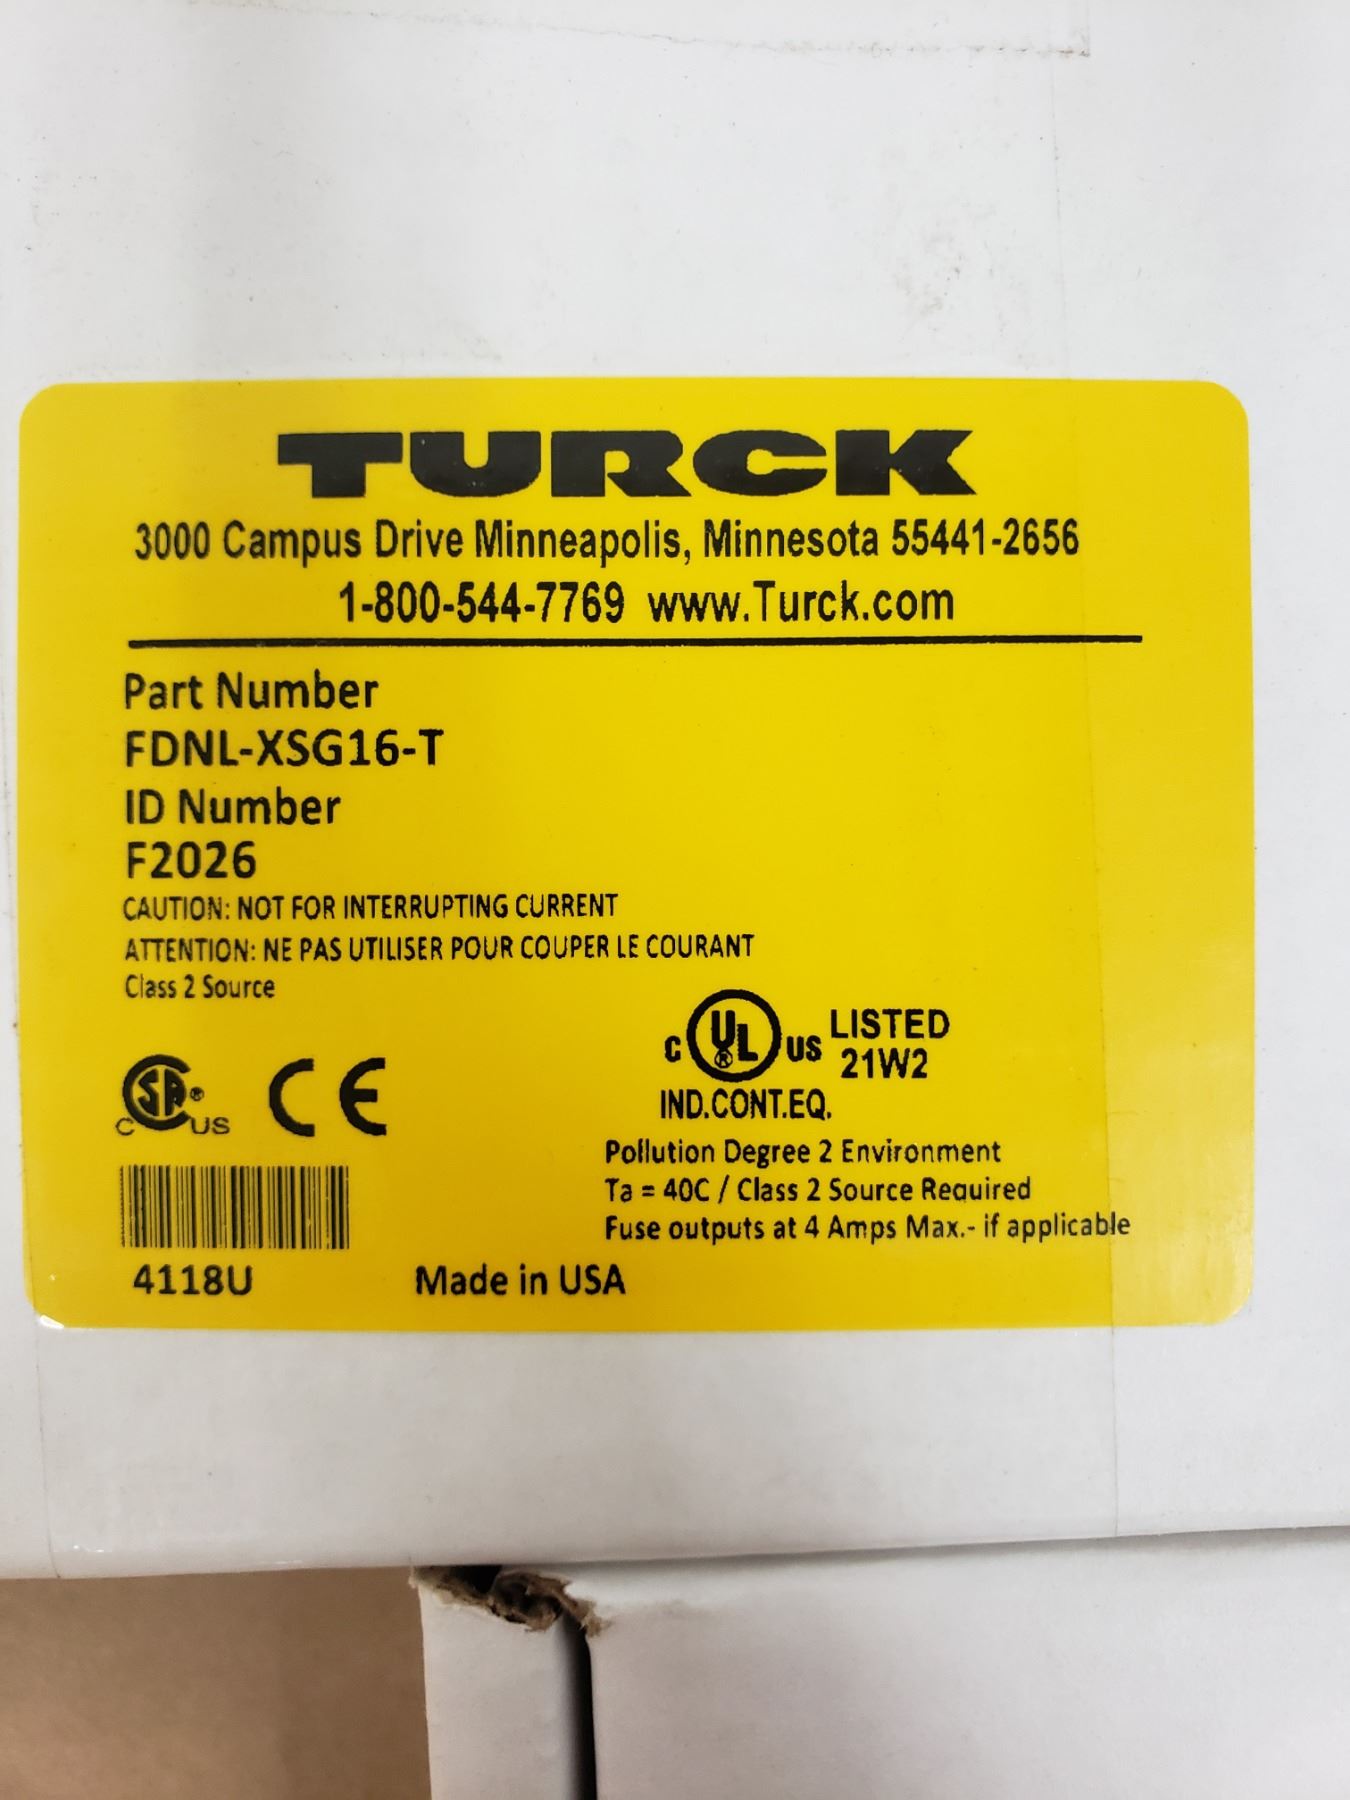 TURCK
3000 Campus Drive Minneapolis, Minnesota 55441-2656
1-800-544-7769 www.Turck.com
Part Number
FDNL-XSG16-T
ID Number
F2026
CAUTION: NOT FOR INTERRUPTING CURRENT
ATTENTION: NE PAS UTILISER POUR COUPER LE COURANT
Class 2 Source
C SA ® US CE
C UL ® US LISTED
21W2
IND.CONT.EQ.
Pollution Degree 2 Environment
Ta = 40C / Class 2 Source Required
Fuse outputs at 4 Amps Max.- if applicable
4118U Made in USA